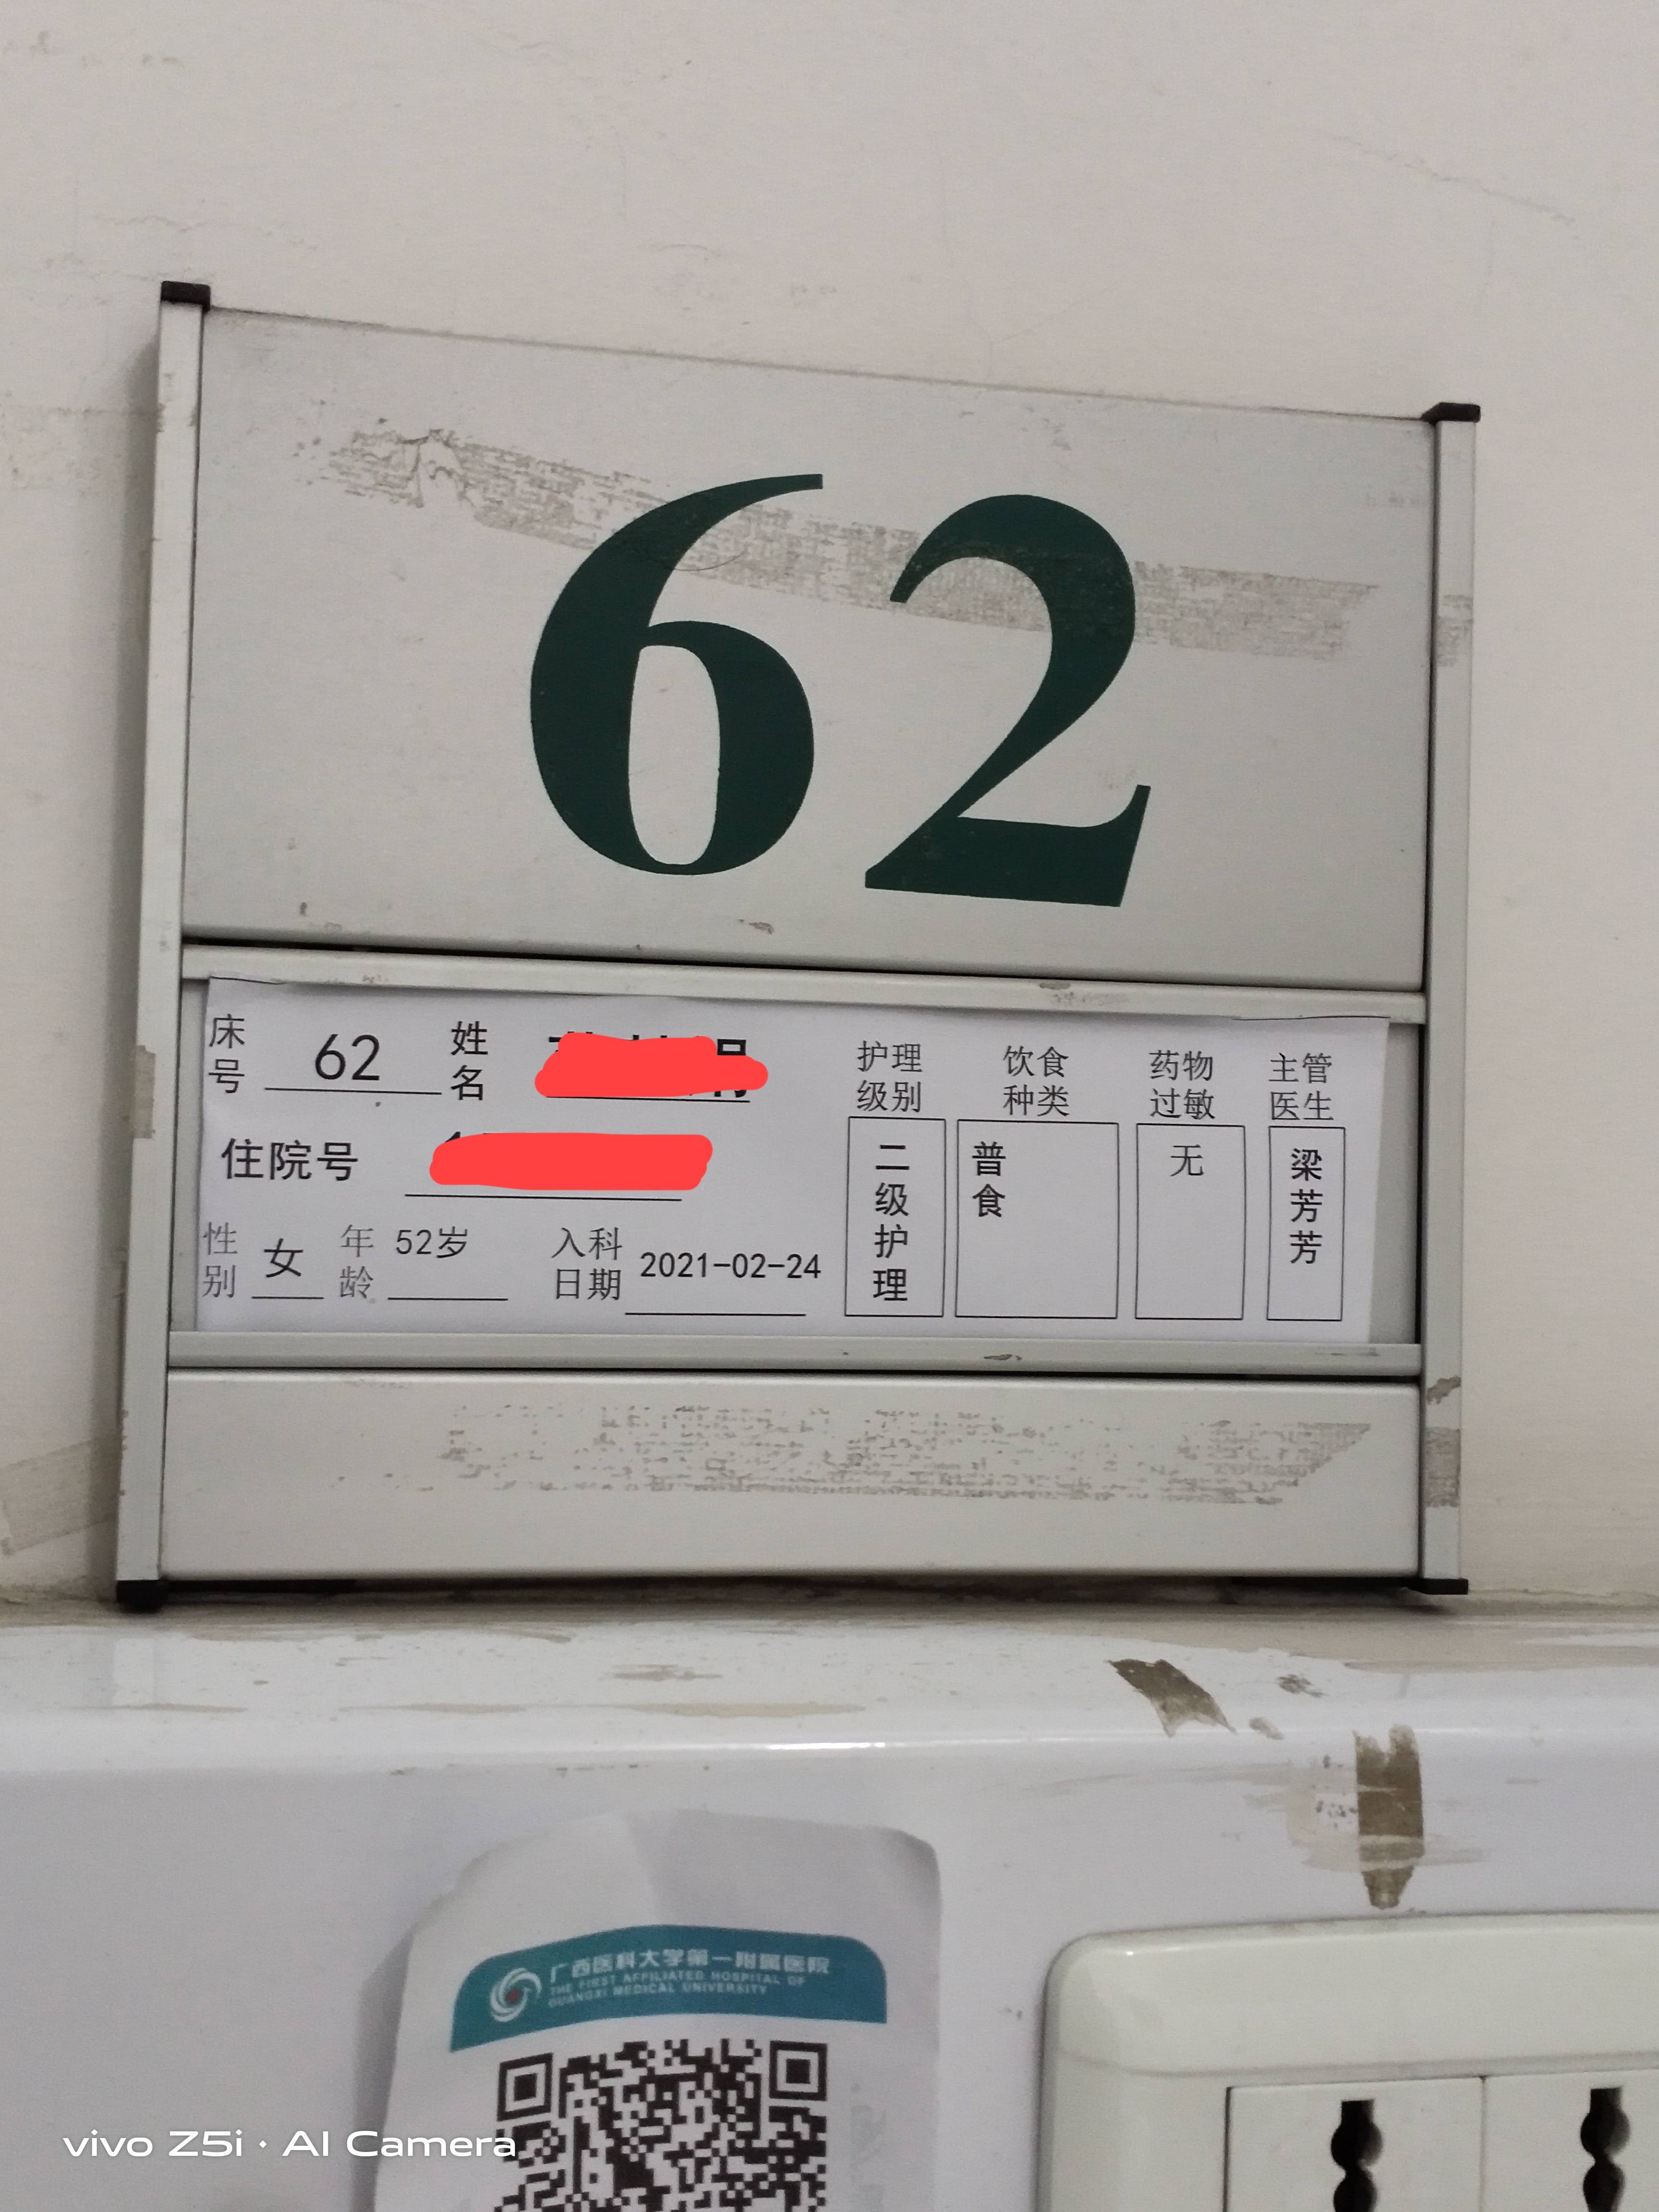 62
床号 62 姓名
住院号
性别 女 年龄 52岁 入科日期 2021-02-24
护理级别 饮食种类 药物过敏 主管医生
二级护理 普食 无 梁芳芳
广西医科大学第一附属医院
THE FIRST AFFILIATED HOSPITAL OF
GUANGXI MEDICAL UNIVERSITY
vivo Z5i · AI Camera